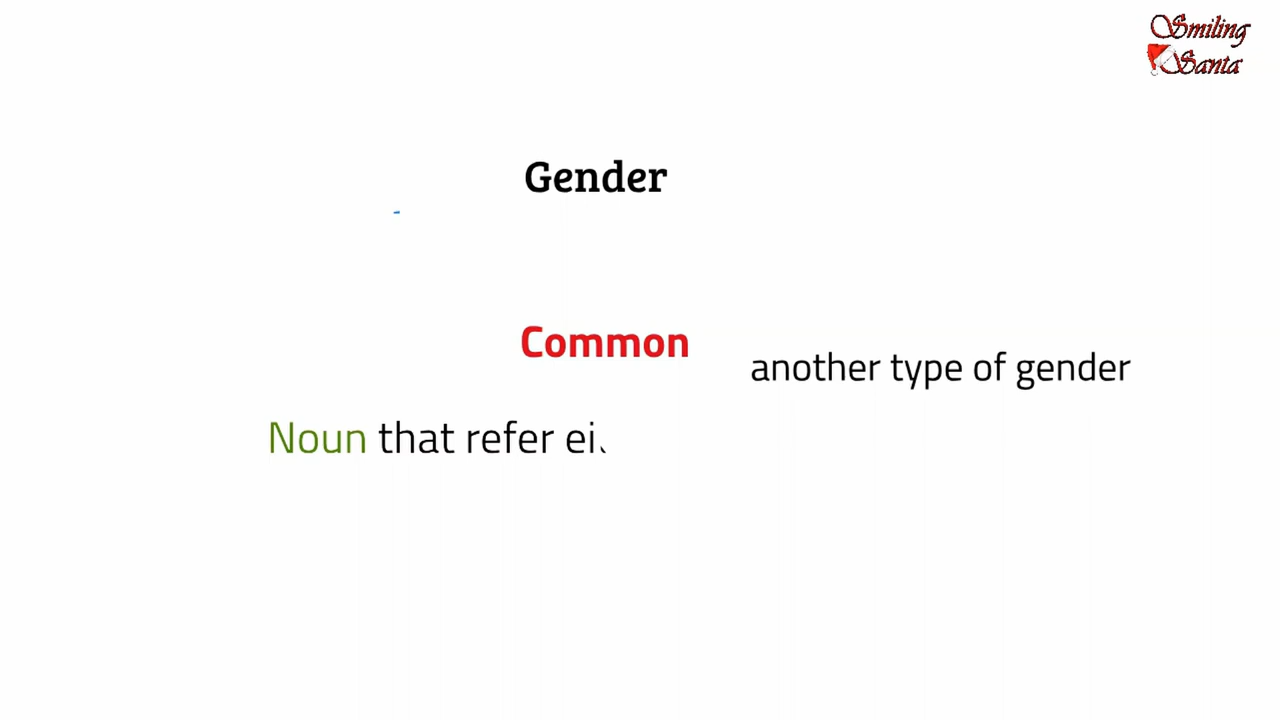 Smiling
Santa
Gender
Common
another type of gender
Noun that refer